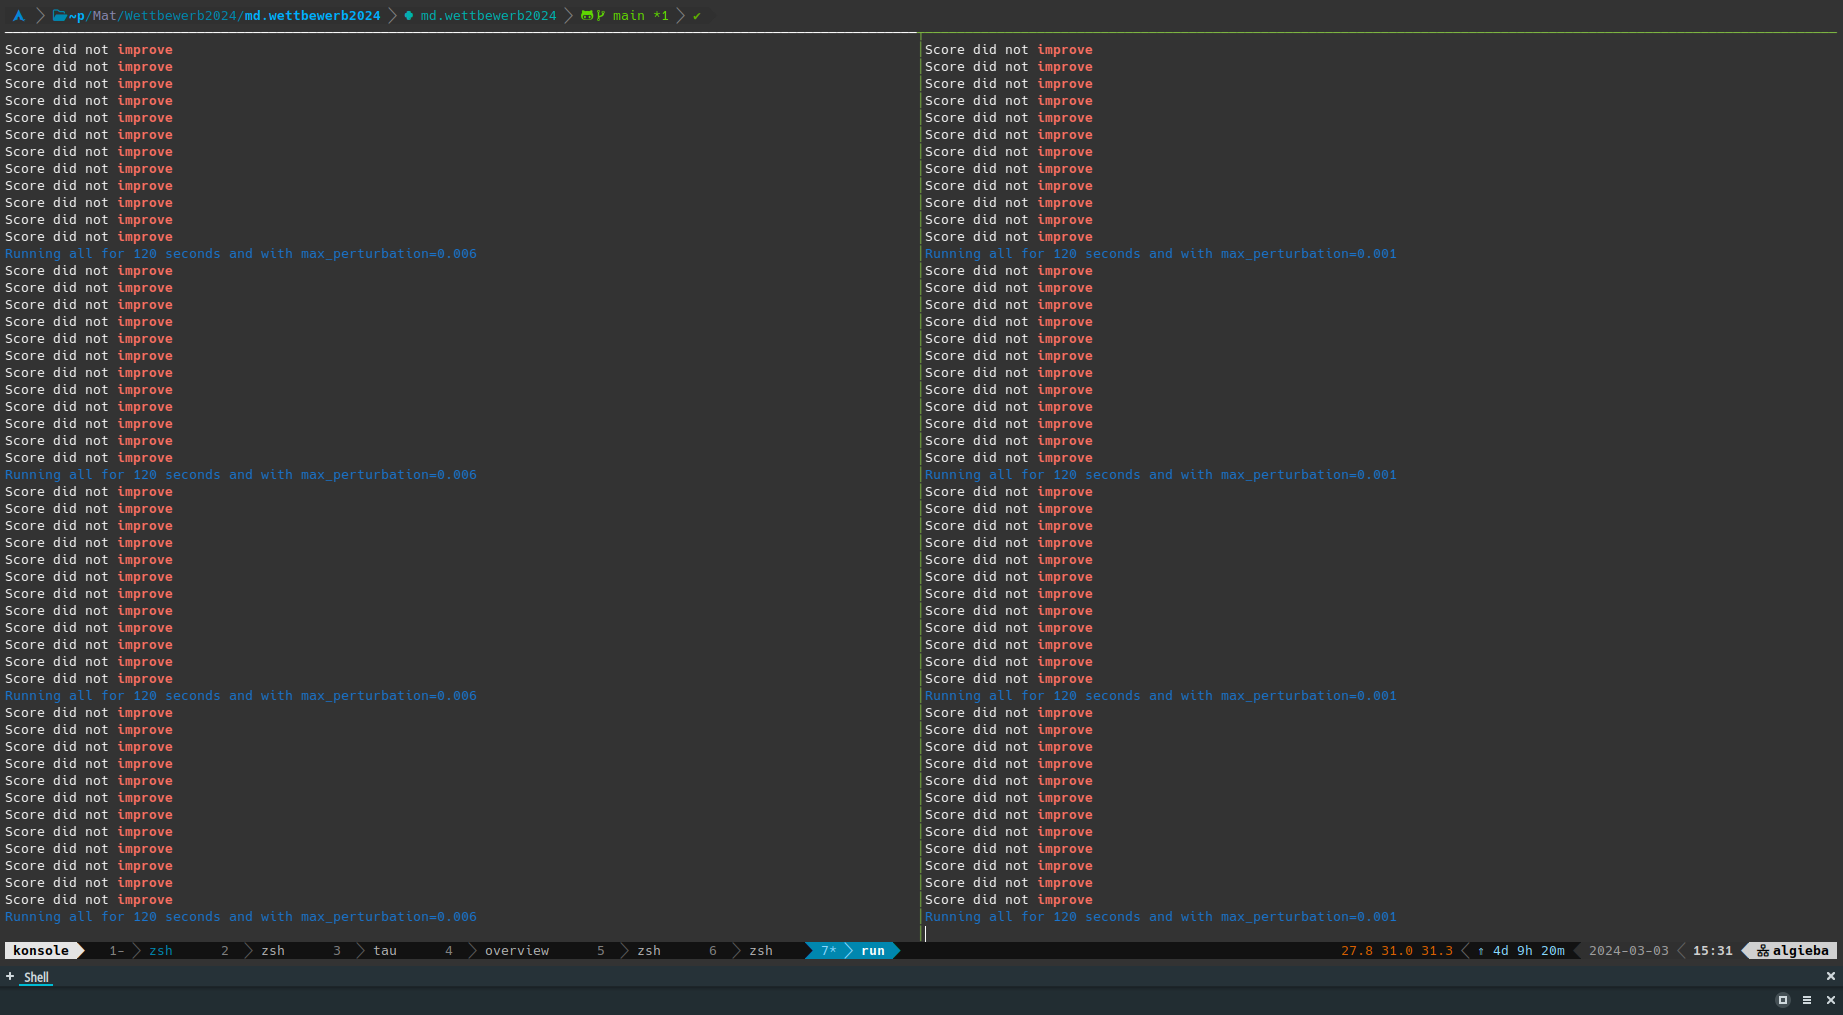 ~p/Mat/Wettbewerb2024/md.wettbewerb2024 md.wettbewerb2024 main *1 ✔
Score did not improve
Score did not improve
Score did not improve
Score did not improve
Score did not improve
Score did not improve
Score did not improve
Score did not improve
Score did not improve
Score did not improve
Score did not improve
Score did not improve
Running all for 120 seconds and with max_perturbation=0.006
Score did not improve
Score did not improve
Score did not improve
Score did not improve
Score did not improve
Score did not improve
Score did not improve
Score did not improve
Score did not improve
Score did not improve
Score did not improve
Score did not improve
Running all for 120 seconds and with max_perturbation=0.006
Score did not improve
Score did not improve
Score did not improve
Score did not improve
Score did not improve
Score did not improve
Score did not improve
Score did not improve
Score did not improve
Score did not improve
Score did not improve
Score did not improve
Running all for 120 seconds and with max_perturbation=0.006
Score did not improve
Score did not improve
Score did not improve
Score did not improve
Score did not improve
Score did not improve
Score did not improve
Score did not improve
Score did not improve
Score did not improve
Score did not improve
Score did not improve
Running all for 120 seconds and with max_perturbation=0.006
Score did not improve
Score did not improve
Score did not improve
Score did not improve
Score did not improve
Score did not improve
Score did not improve
Score did not improve
Score did not improve
Score did not improve
Score did not improve
Score did not improve
Running all for 120 seconds and with max_perturbation=0.001
Score did not improve
Score did not improve
Score did not improve
Score did not improve
Score did not improve
Score did not improve
Score did not improve
Score did not improve
Score did not improve
Score did not improve
Score did not improve
Score did not improve
Running all for 120 seconds and with max_perturbation=0.001
Score did not improve
Score did not improve
Score did not improve
Score did not improve
Score did not improve
Score did not improve
Score did not improve
Score did not improve
Score did not improve
Score did not improve
Score did not improve
Score did not improve
Running all for 120 seconds and with max_perturbation=0.001
Score did not improve
Score did not improve
Score did not improve
Score did not improve
Score did not improve
Score did not improve
Score did not improve
Score did not improve
Score did not improve
Score did not improve
Score did not improve
Score did not improve
Running all for 120 seconds and with max_perturbation=0.001
konsole 1- zsh 2 zsh 3 tau 4 overview 5 zsh 6 zsh 7* run 27.8 31.0 31.3 ↑ 4d 9h 20m 2024-03-03 15:31 algieba
+ Shell